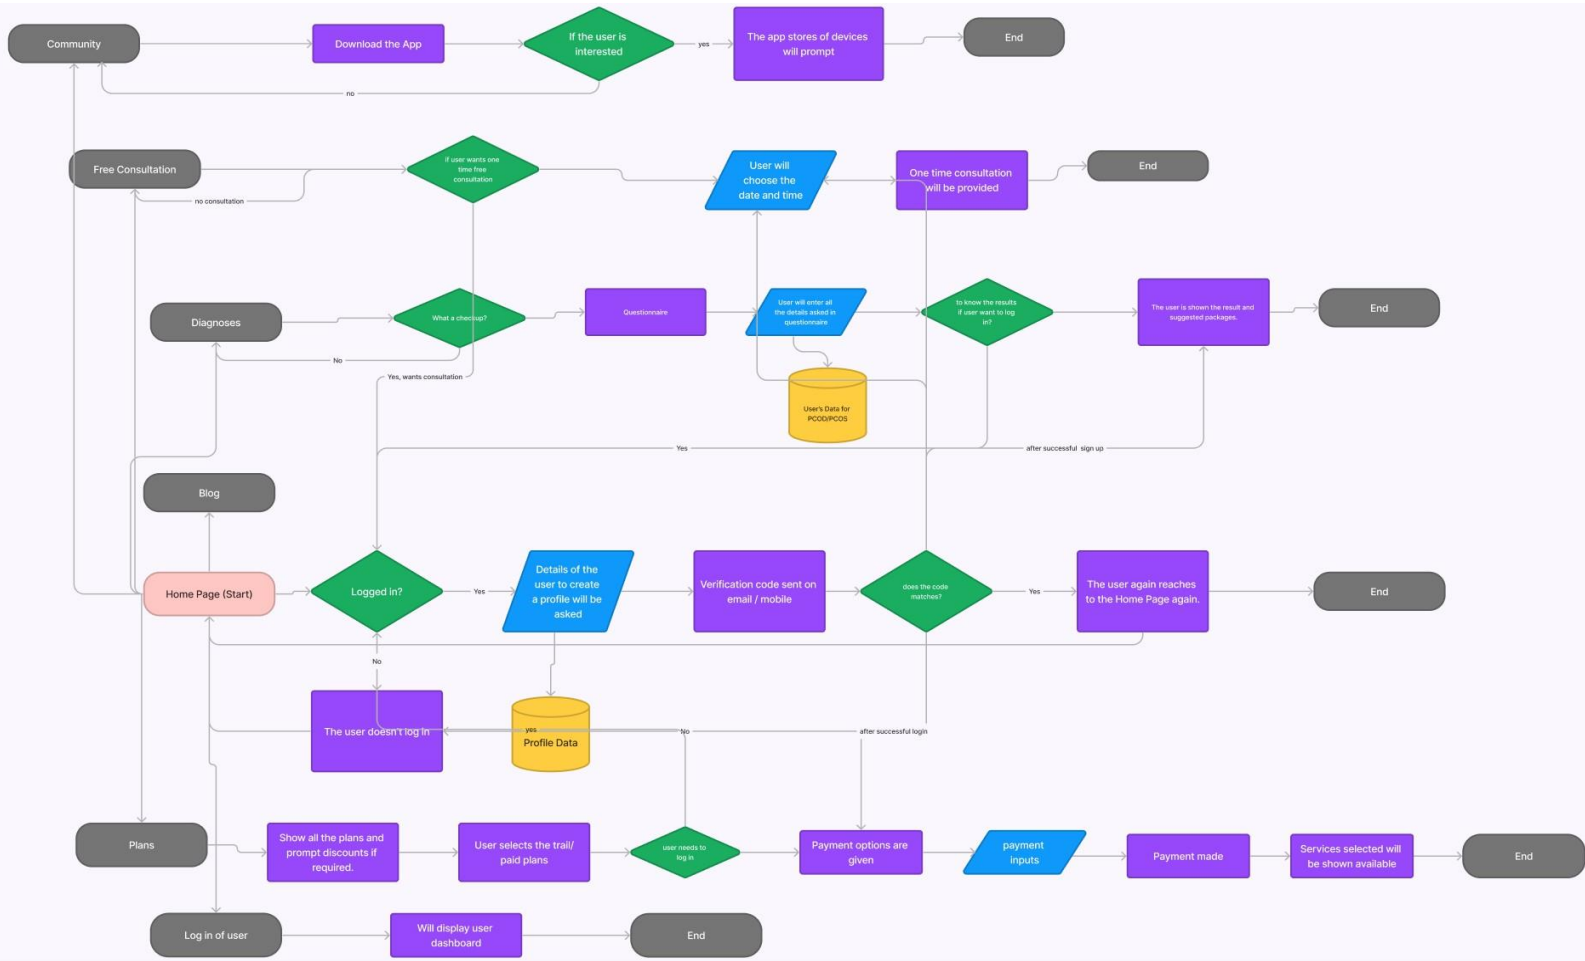 Community
Download the App
If the user is
interested
yes
The app stores of devices
will prompt
End
no
Free Consultation
no consultation
if user wants one
time free
consultation
User will
choose the
date and time
One time consultation
will be provided
End
Diagnoses
No
What a checkup?
Questionnaire
User will enter all
the details asked in
questionnaire
to know the results
if user want to log
in?
The user is shown the result and
suggested packages.
End
Yes, wants consultation
User's Data for
PCOD/PCOS
Yes
after successful sign up
Blog
Home Page (Start)
Logged in?
Yes
Details of the
user to create
a profile will be
asked
Verification code sent on
email / mobile
does the code
matches?
Yes
The user again reaches
to the Home Page again.
End
No
The user doesn't log in
yes
Profile Data
No
after successful login
Plans
Show all the plans and
prompt discounts if
required.
User selects the trail/
paid plans
user needs to
log in
Payment options are
given
payment
inputs
Payment made
Services selected will
be shown available
End
Log in of user
Will display user
dashboard
End